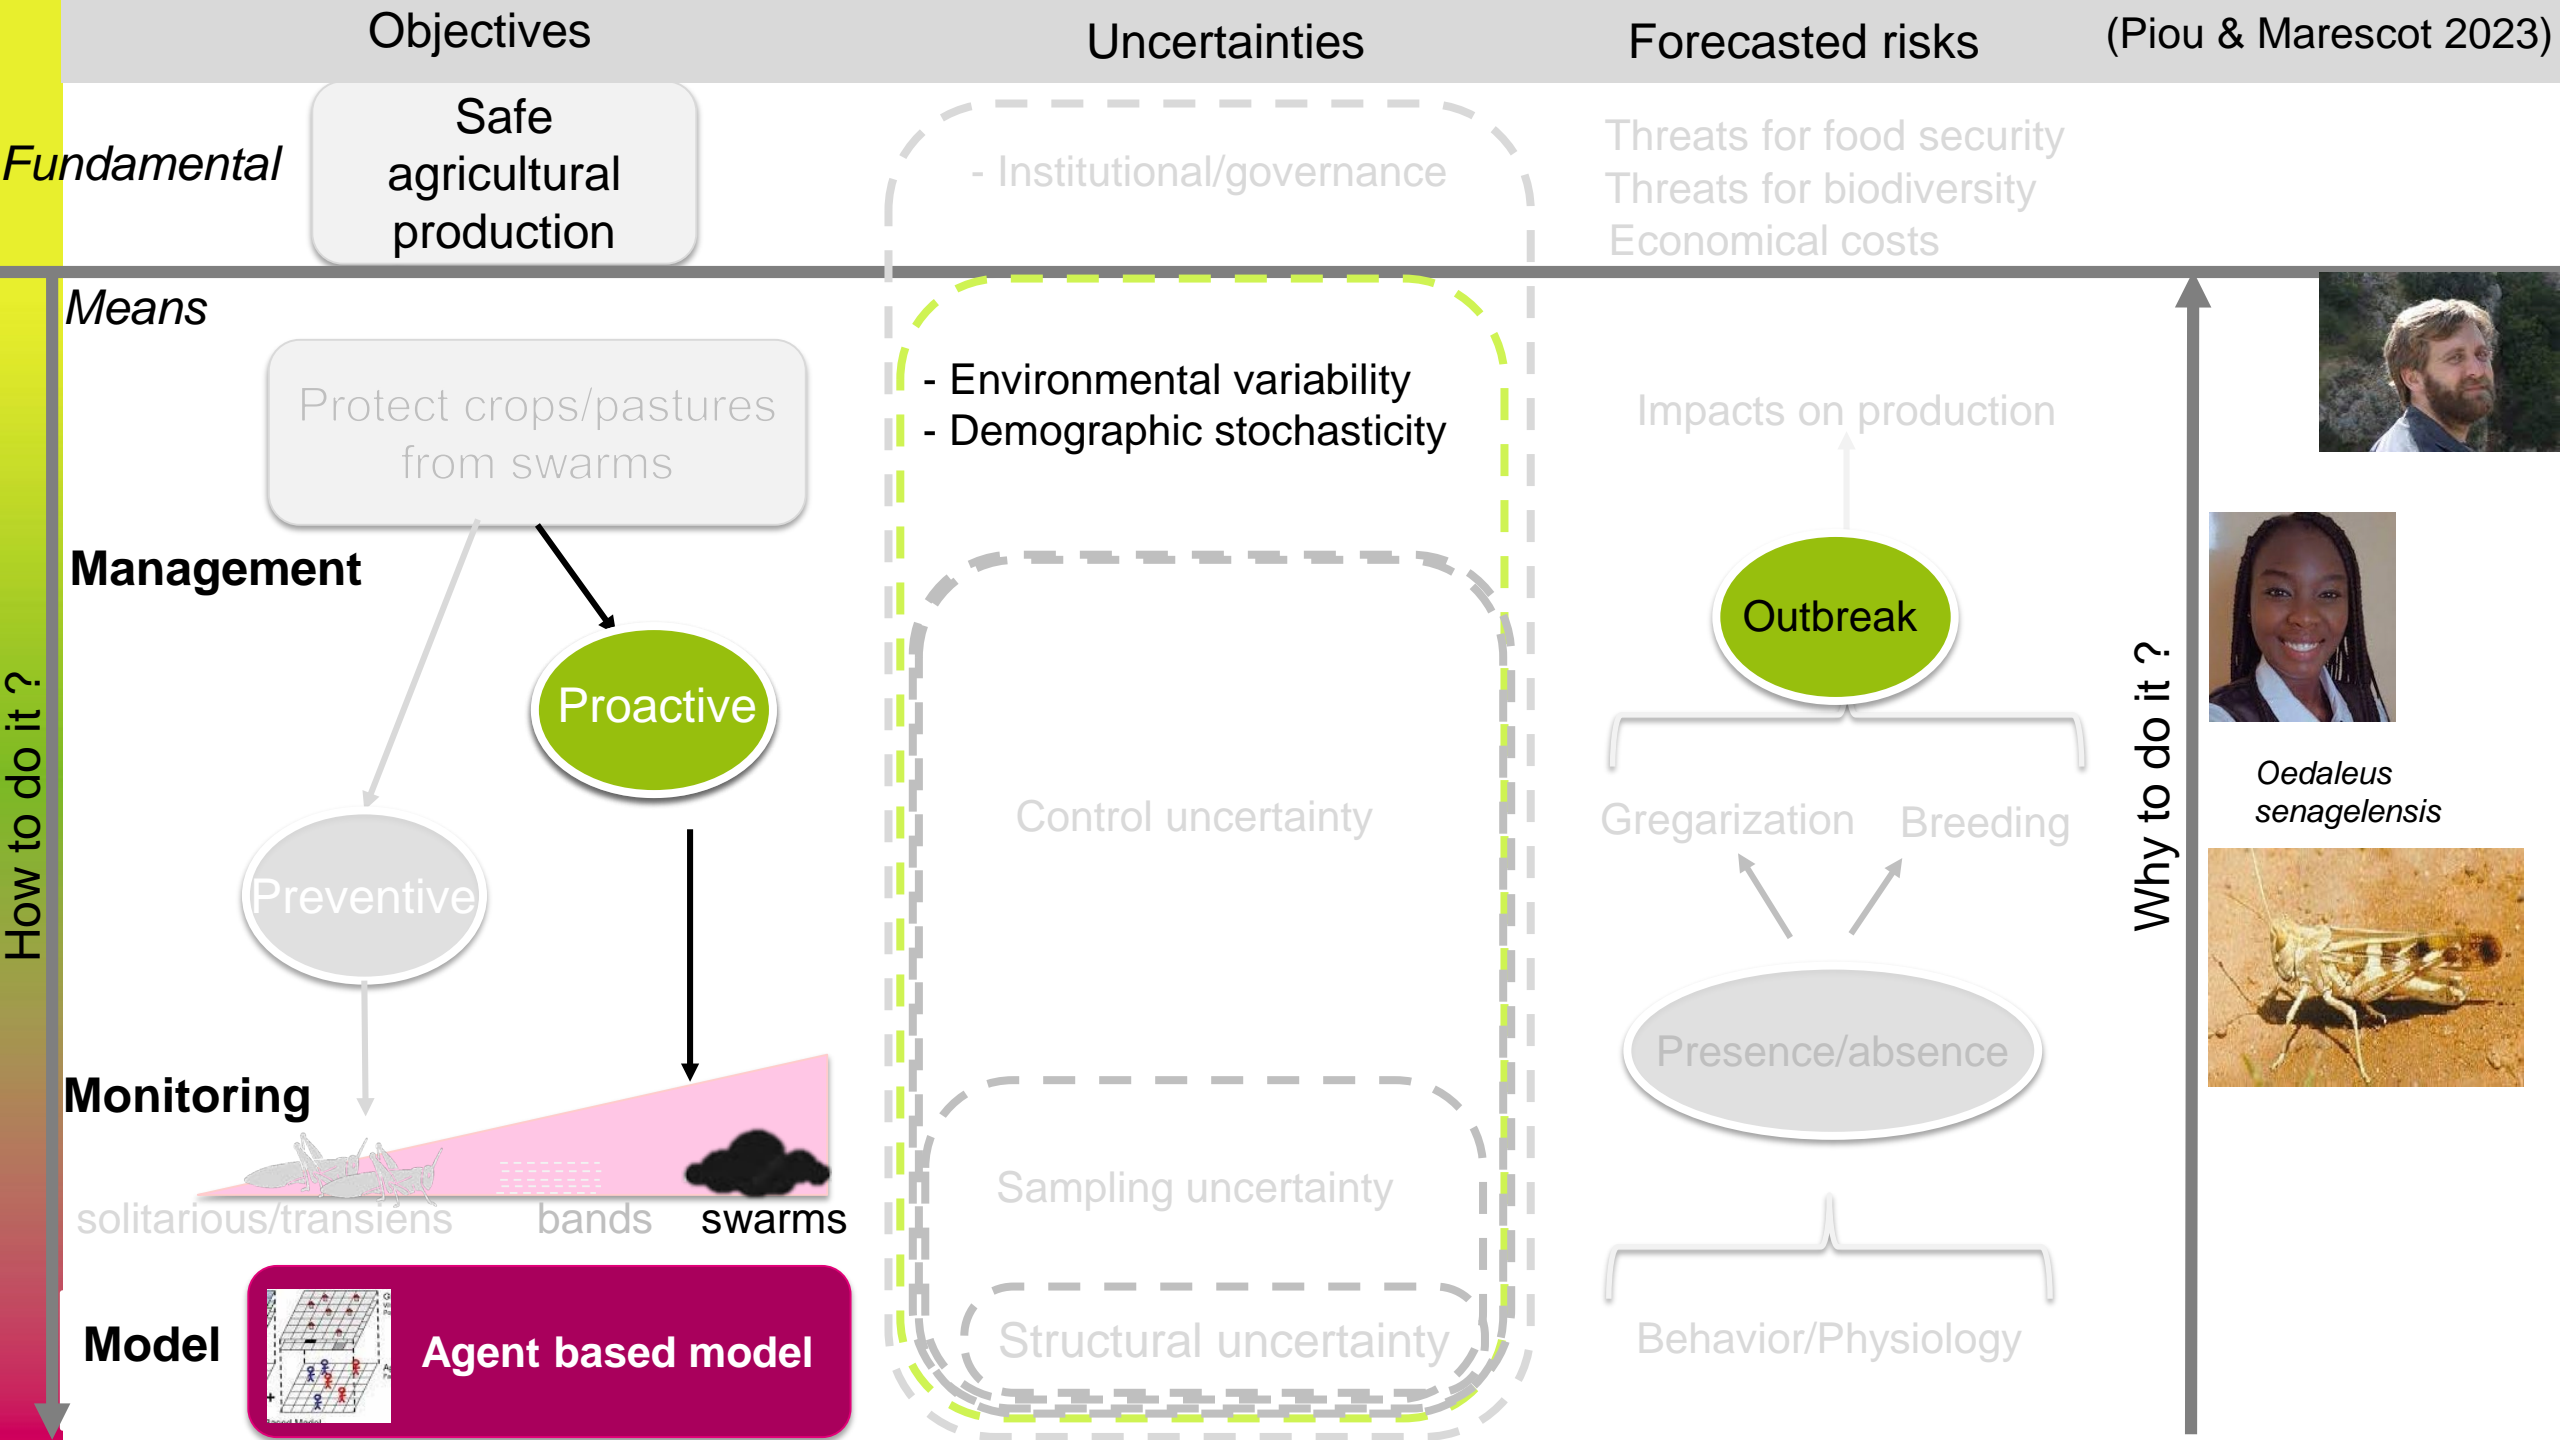 Objectives
Uncertainties
Forecasted risks
(Piou & Marescot 2023)
Fundamental
Safe
agricultural
production
- Institutional/governance
Threats for food security
Threats for biodiversity
Economical costs
Means
Protect crops/pastures
from swarms
- Environmental variability
- Demographic stochasticity
Impacts on production
Management
Outbreak
Proactive
How to do it ?
Why to do it ?
Oedaleus
senagelensis
Control uncertainty
Gregarization
Breeding
Preventive
Presence/absence
Monitoring
Sampling uncertainty
solitarious/transiens
bands
swarms
Model
Agent based model
Structural uncertainty
Behavior/Physiology